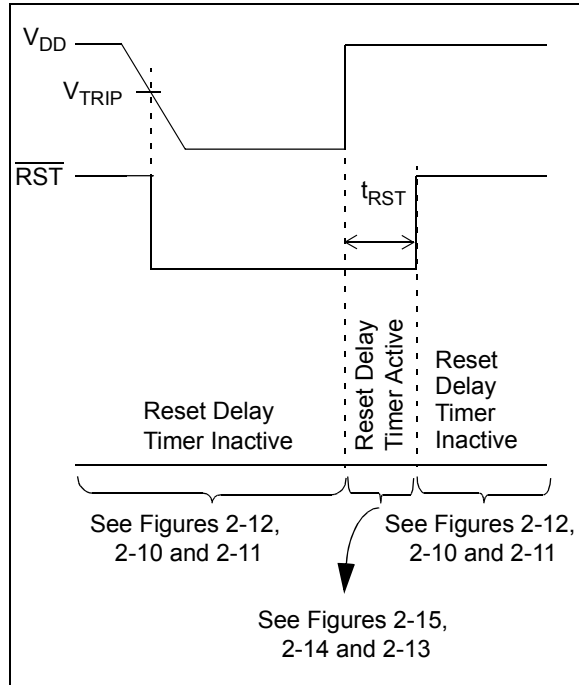 VDD
VTRIP
RST
tRST
Reset Delay
Timer Inactive
Reset Delay
Timer Active
Reset
Delay
Timer
Inactive
See Figures 2-12,
2-10 and 2-11
See Figures 2-12,
2-10 and 2-11
See Figures 2-15,
2-14 and 2-13